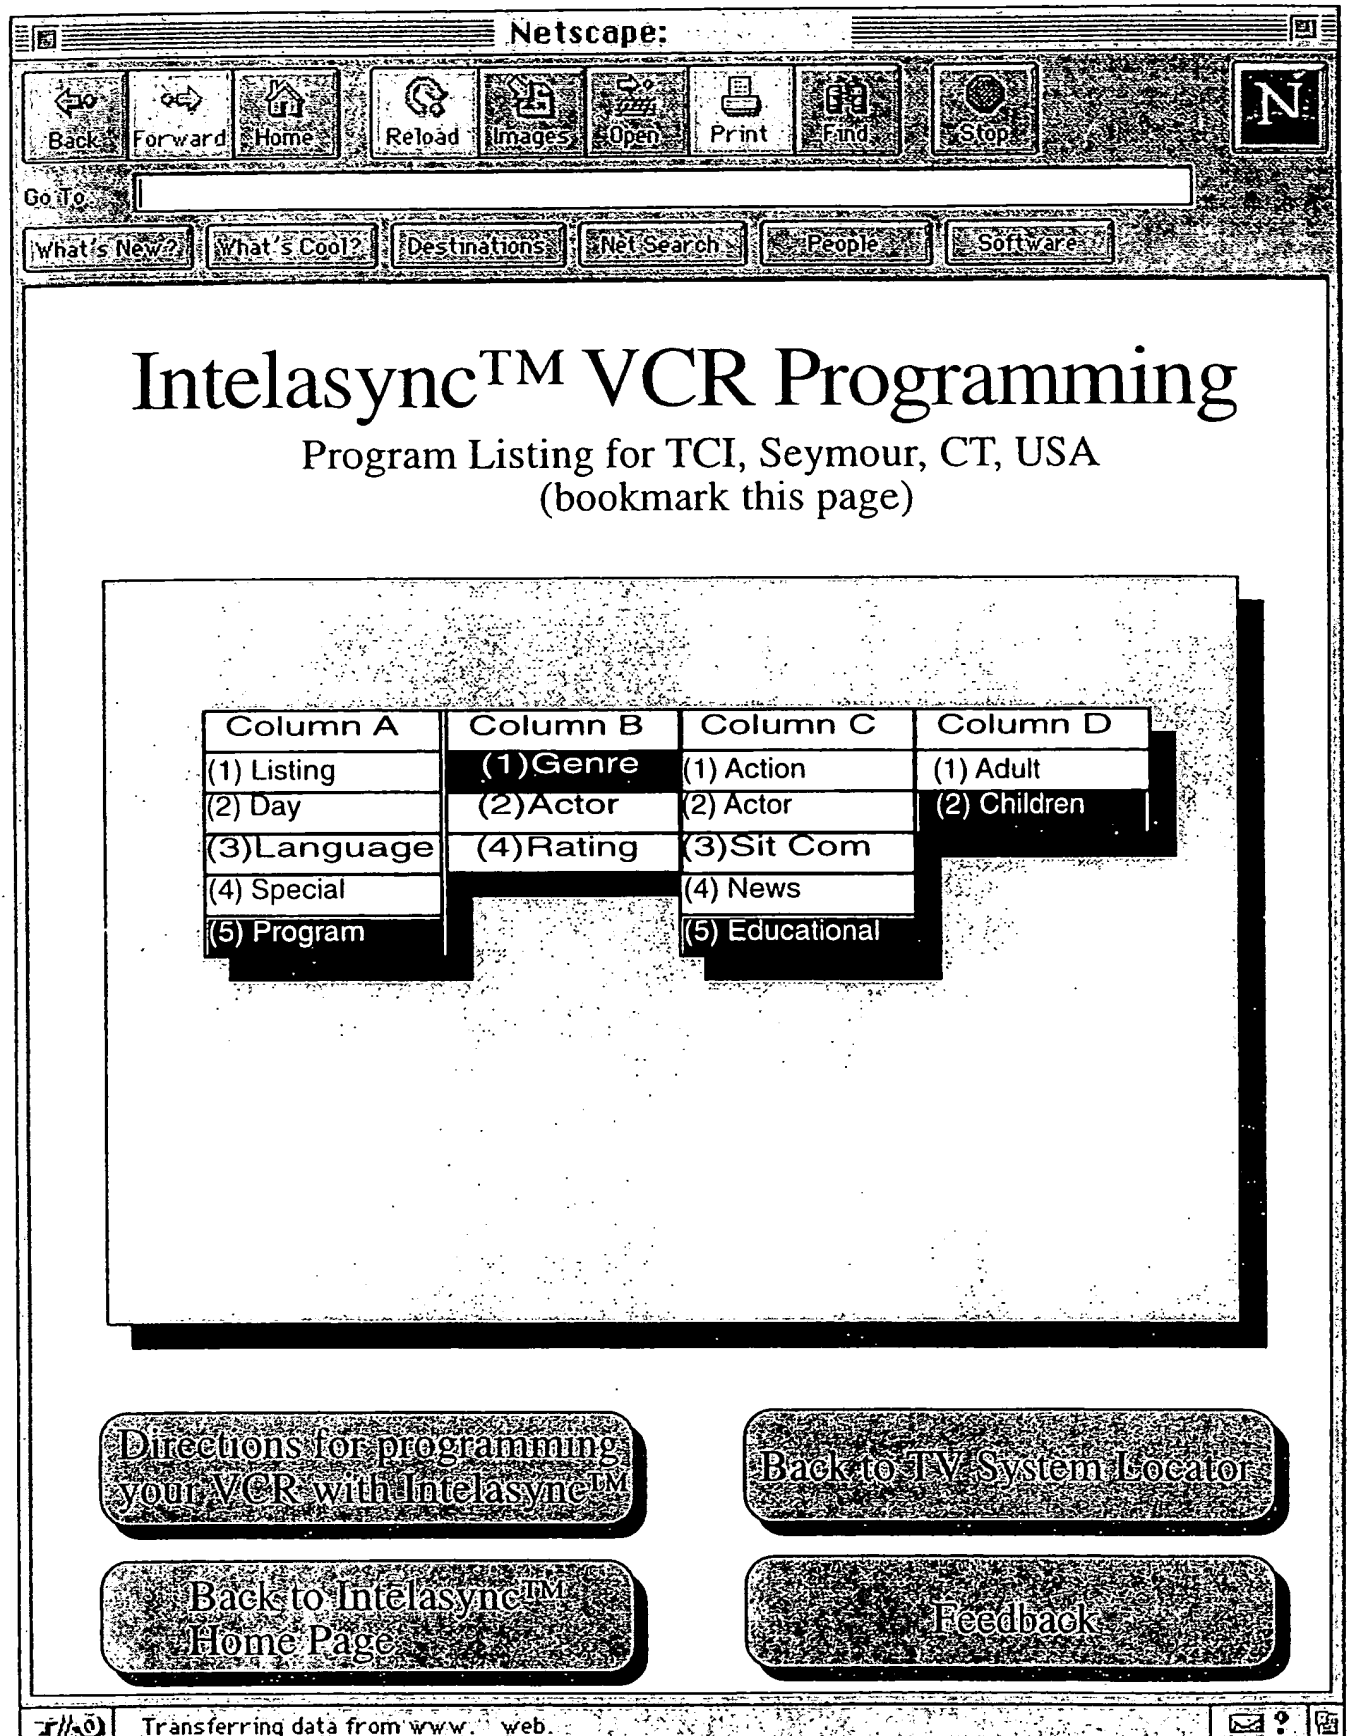 Netscape:
Back Forward Home Reload Images Open Print Find Stop N
Go To
What's New? What's Cool? Destinations Net Search People Software
Intelasync™ VCR Programming
Program Listing for TCI, Seymour, CT, USA
(bookmark this page)
Column A Column B Column C Column D
(1) Listing (1)Genre (1) Action (1) Adult
(2) Day (2)Actor (2) Actor (2) Children
(3)Language (4)Rating (3)Sit Com
(4) Special (4) News
(5) Program (5) Educational
Directions for programming
your VCR with Intelasync™
Back to TV System Locator
Back to Intelasync™
Home Page
Feedback
Transferring data from www. web.
?